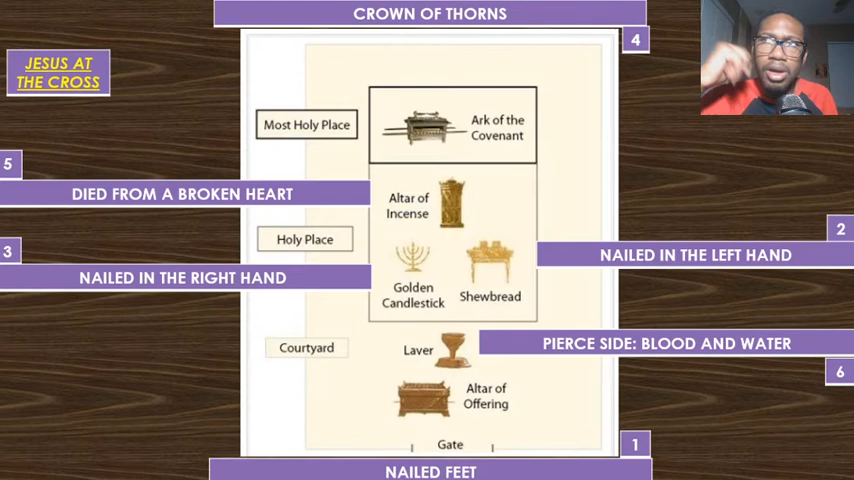 CROWN OF THORNS
4
JESUS AT
THE CROSS
Most Holy Place
Ark of the
Covenant
5
DIED FROM A BROKEN HEART
Altar of
Incense
2
Holy Place
NAILED IN THE LEFT HAND
3
NAILED IN THE RIGHT HAND
Golden
Candlestick
Shewbread
Courtyard
Laver
PIERCE SIDE: BLOOD AND WATER
6
Altar of
Offering
Gate
1
NAILED FEET